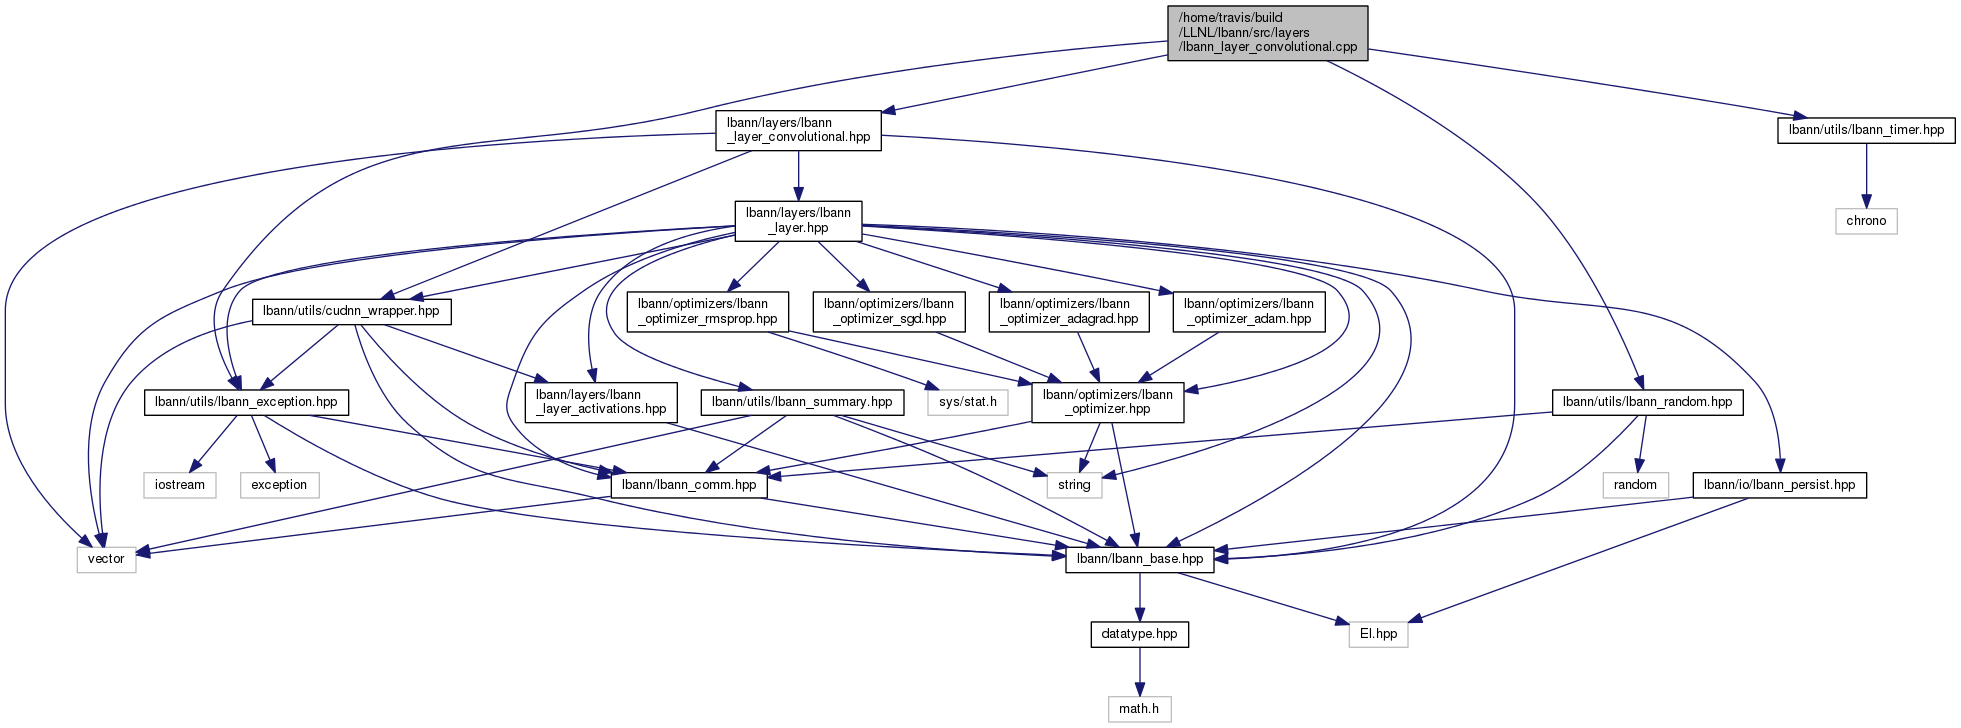 /home/travis/build
/LLNL/lbann/src/layers
/lbann_layer_convolutional.cpp
lbann/layers/lbann
_layer_convolutional.hpp
lbann/utils/lbann_timer.hpp
lbann/layers/lbann
_layer.hpp
chrono
lbann/utils/cudnn_wrapper.hpp
lbann/optimizers/lbann
_optimizer_rmsprop.hpp
lbann/optimizers/lbann
_optimizer_sgd.hpp
lbann/optimizers/lbann
_optimizer_adagrad.hpp
lbann/optimizers/lbann
_optimizer_adam.hpp
lbann/utils/lbann_exception.hpp
lbann/layers/lbann
_layer_activations.hpp
lbann/utils/lbann_summary.hpp
sys/stat.h
lbann/optimizers/lbann
_optimizer.hpp
lbann/utils/lbann_random.hpp
iostream
exception
lbann/lbann_comm.hpp
string
random
lbann/io/lbann_persist.hpp
vector
lbann/lbann_base.hpp
datatype.hpp
El.hpp
math.h